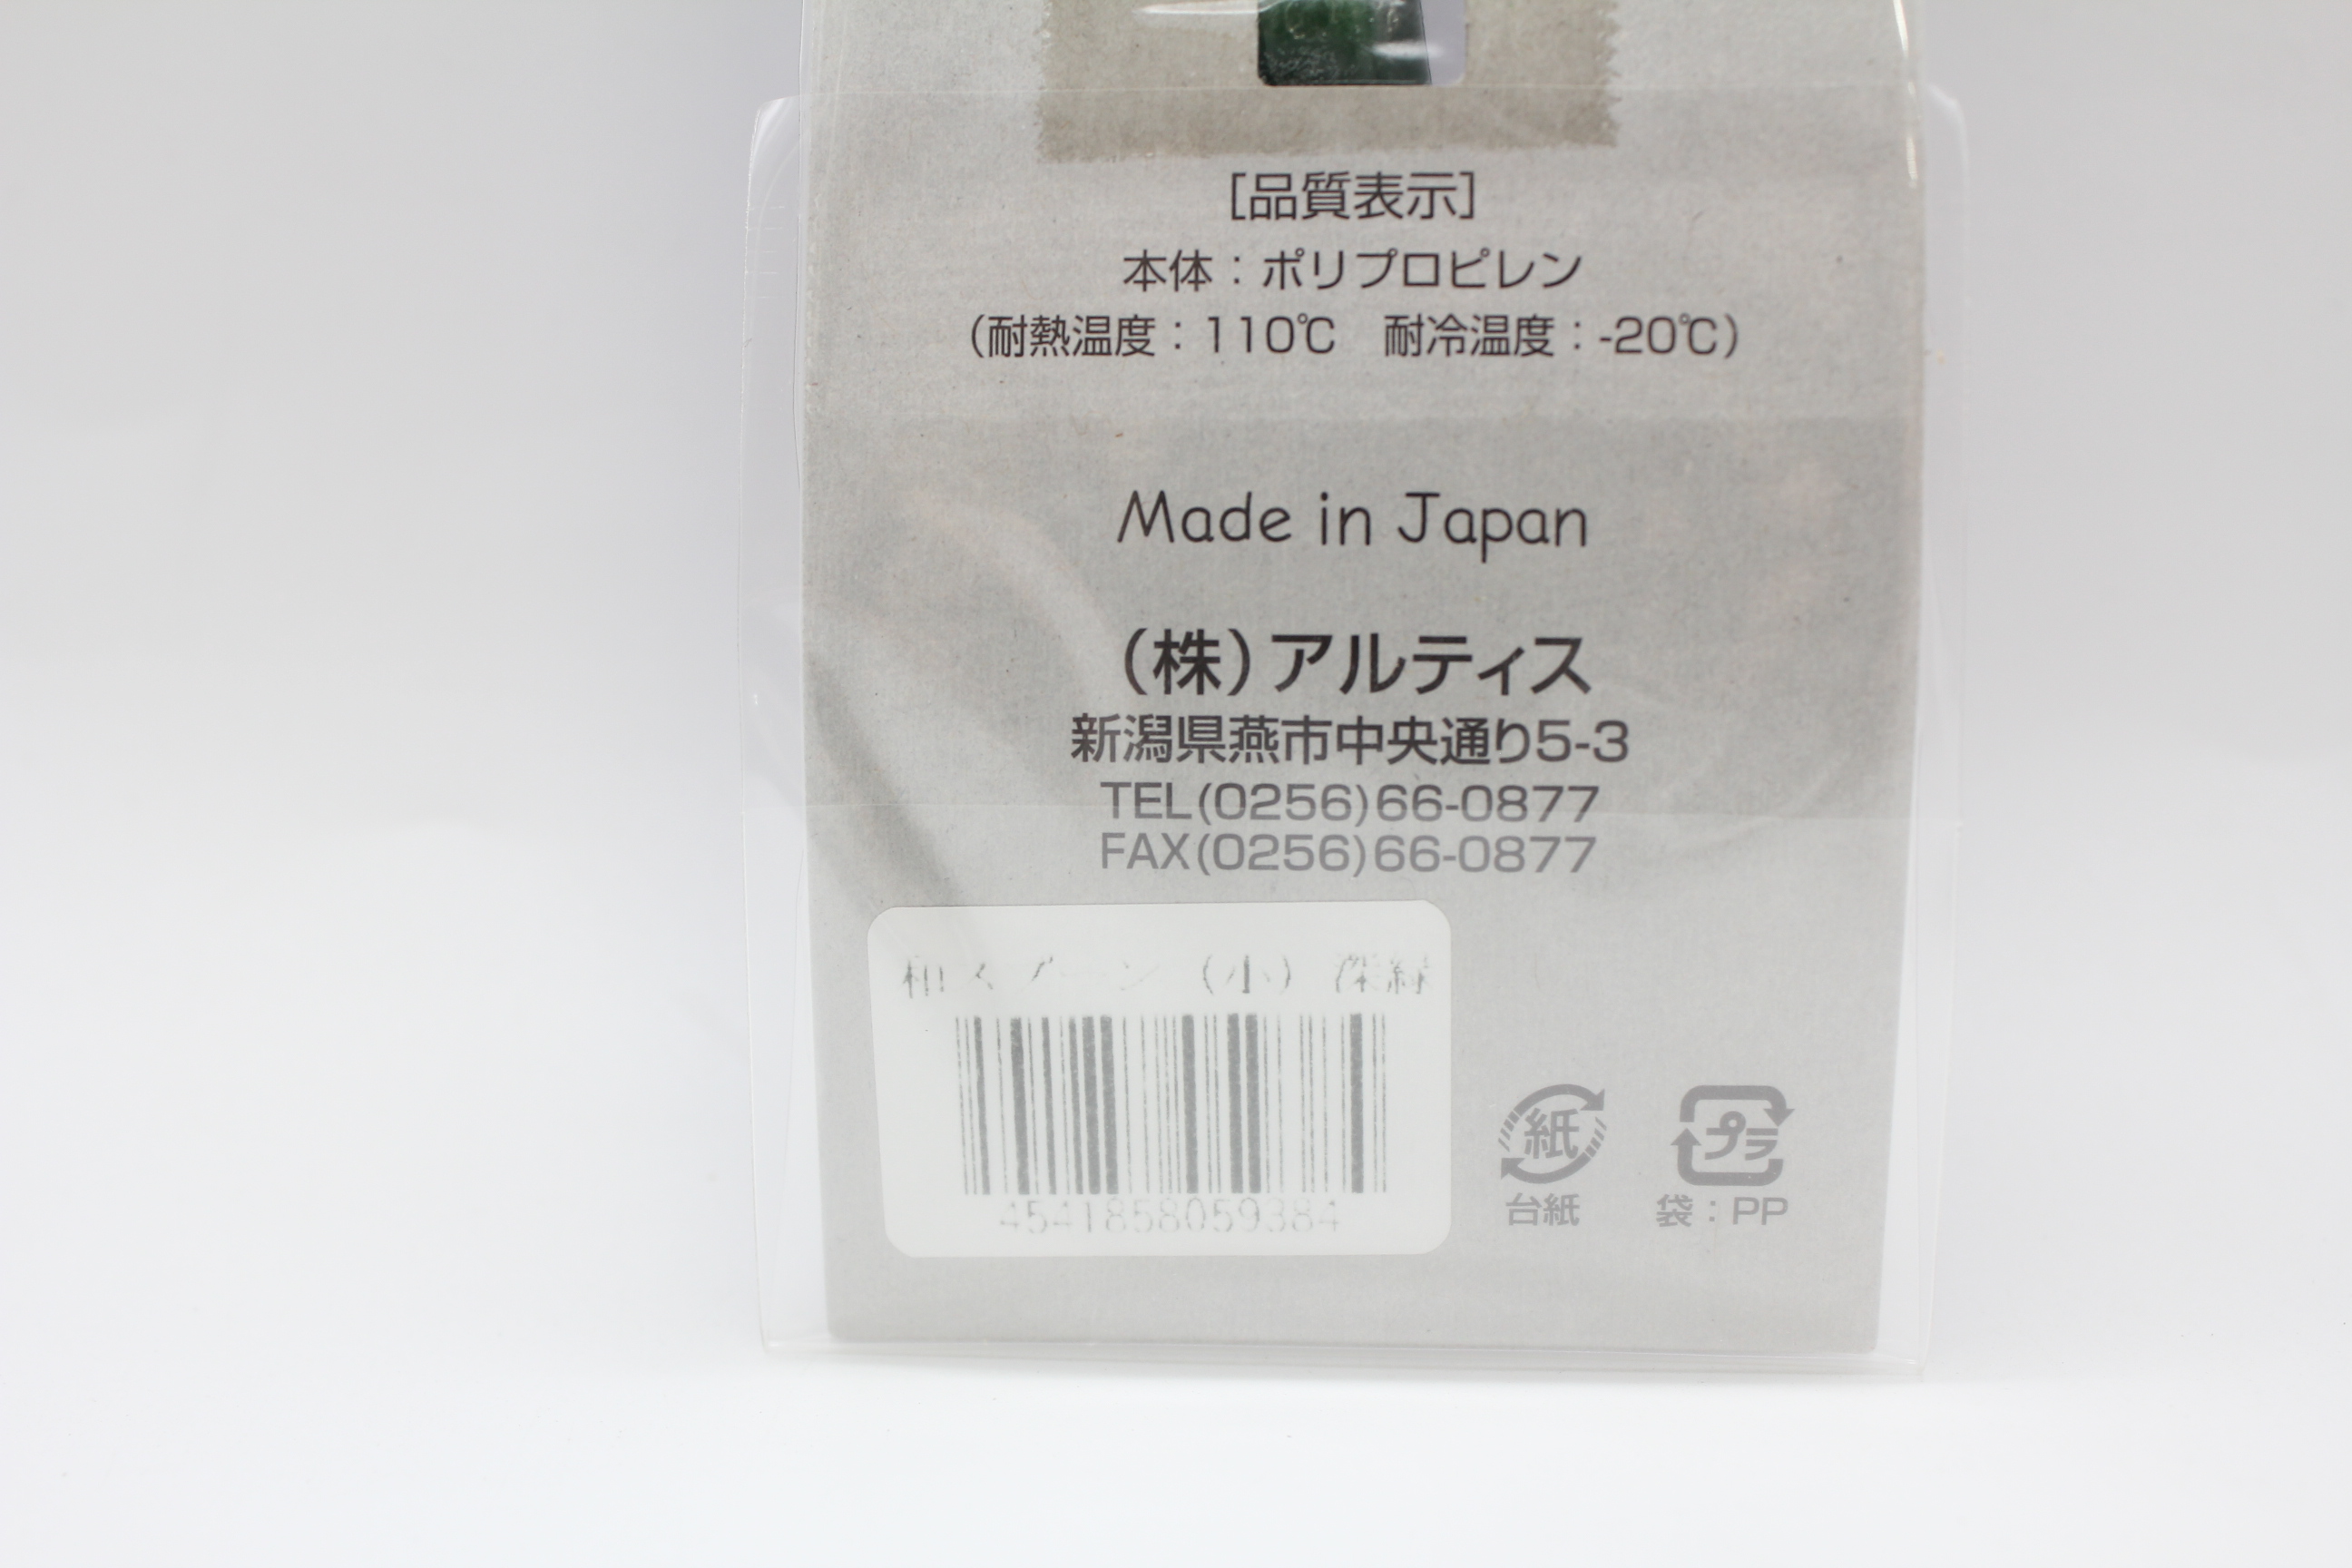 [品質表示]
本体：ポリプロピレン
(耐熱温度：110℃　耐冷温度：-20℃)
Made in Japan
(株)アルティス
新潟県燕市中央通り5-3
TEL(0256)66-0877
FAX(0256)66-0877
和スプーン (小) 深緑
4541858059384
紙
台紙
プラ
袋：PP